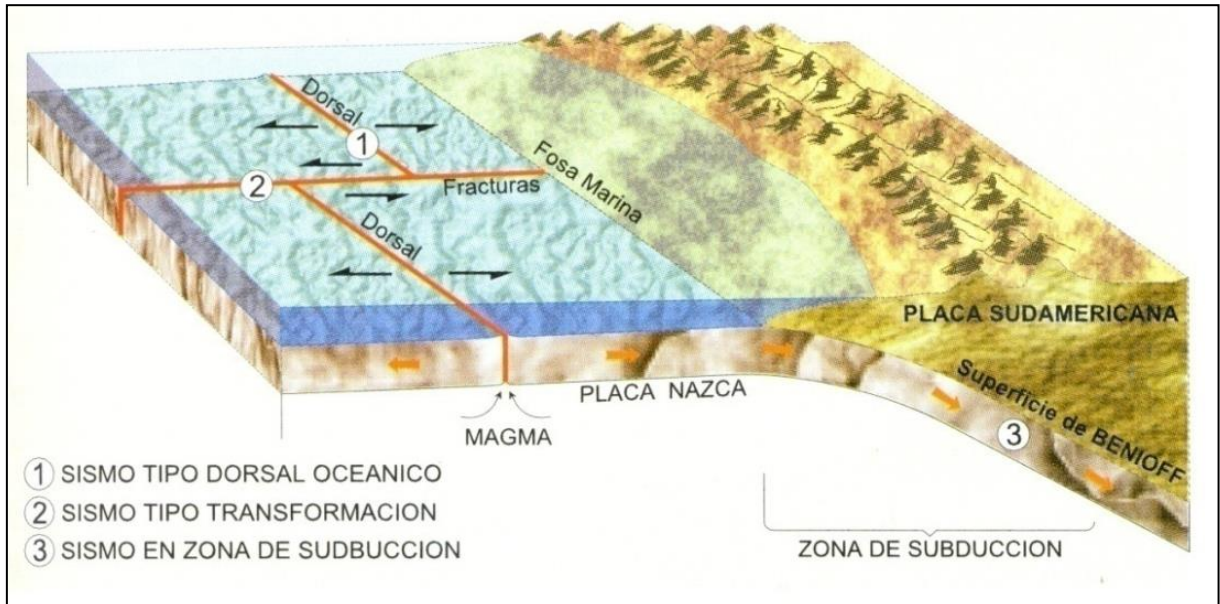 Dorsal
1
2
Fracturas
Fosa Marina
Dorsal
PLACA SUDAMERICANA
Superficie de BENIOFF
PLACA NAZCA
3
MAGMA
1 SISMO TIPO DORSAL OCEANICO
2 SISMO TIPO TRANSFORMACION
3 SISMO EN ZONA DE SUDBUCCION
ZONA DE SUBDUCCION